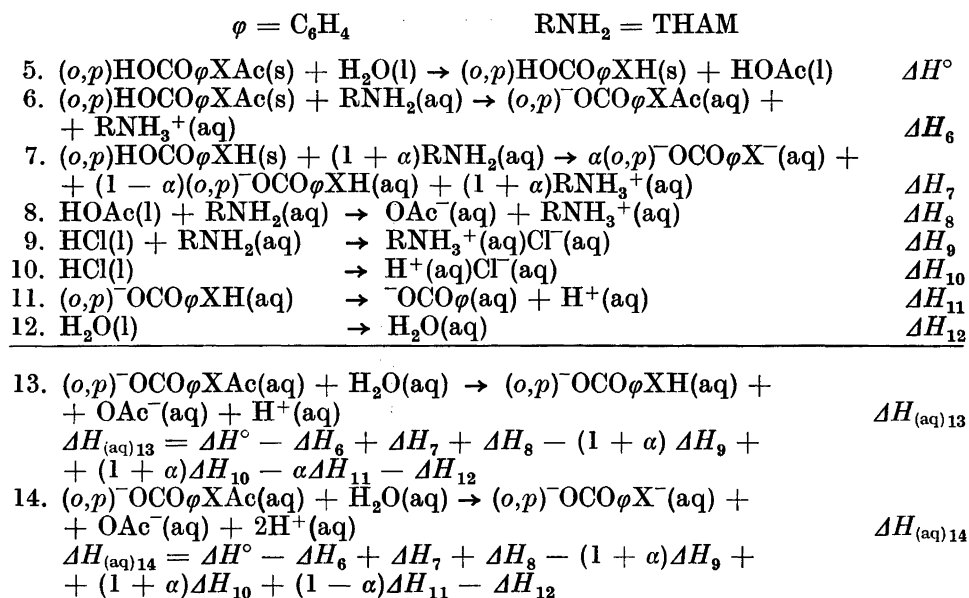 φ = C₆H₄ RNH₂ = THAM
5. (o,p)HOCOφXAc(s) + H₂O(l) → (o,p)HOCOφXH(s) + HOAc(l) ΔH°
6. (o,p)HOCOφXAc(s) + RNH₂(aq) → (o,p)⁻OCOφXAc(aq) +
+ RNH₃⁺(aq) ΔH₆
7. (o,p)HOCOφXH(s) + (1 + α)RNH₂(aq) → α(o,p)⁻OCOφX⁻(aq) +
+ (1 − α)(o,p)⁻OCOφXH(aq) + (1 + α)RNH₃⁺(aq) ΔH₇
8. HOAc(l) + RNH₂(aq) → OAc⁻(aq) + RNH₃⁺(aq) ΔH₈
9. HCl(l) + RNH₂(aq) → RNH₃⁺(aq)Cl⁻(aq) ΔH₉
10. HCl(l) → H⁺(aq)Cl⁻(aq) ΔH₁₀
11. (o,p)⁻OCOφXH(aq) → ⁻OCOφ(aq) + H⁺(aq) ΔH₁₁
12. H₂O(l) → H₂O(aq) ΔH₁₂
13. (o,p)⁻OCOφXAc(aq) + H₂O(aq) → (o,p)⁻OCOφXH(aq) +
+ OAc⁻(aq) + H⁺(aq) ΔH₍aq₎₁₃
ΔH₍aq₎₁₃ = ΔH° − ΔH₆ + ΔH₇ + ΔH₈ − (1 + α) ΔH₉ +
+ (1 + α)ΔH₁₀ − αΔH₁₁ − ΔH₁₂
14. (o,p)⁻OCOφXAc(aq) + H₂O(aq) → (o,p)⁻OCOφX⁻(aq) +
+ OAc⁻(aq) + 2H⁺(aq) ΔH₍aq₎₁₄
ΔH₍aq₎₁₄ = ΔH° − ΔH₆ + ΔH₇ + ΔH₈ − (1 + α)ΔH₉ +
+ (1 + α)ΔH₁₀ + (1 − α)ΔH₁₁ − ΔH₁₂